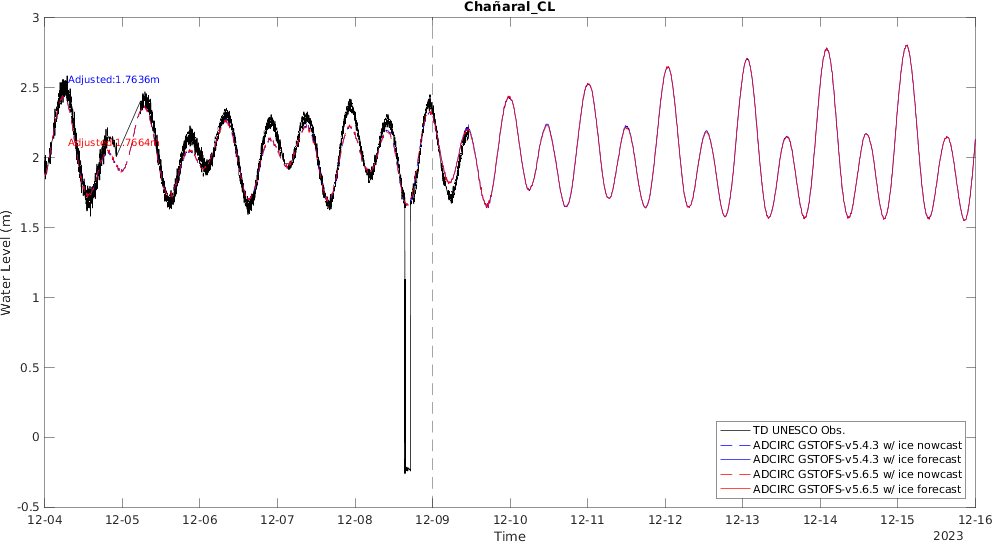 Chañaral_CL
3
2.5
2
1.5
1
0.5
0
-0.5
Water Level (m)
Adjusted:1.7636m
Adjusted:1.7664m
TD UNESCO Obs.
ADCIRC GSTOFS-v5.4.3 w/ ice nowcast
ADCIRC GSTOFS-v5.4.3 w/ ice forecast
ADCIRC GSTOFS-v5.6.5 w/ ice nowcast
ADCIRC GSTOFS-v5.6.5 w/ ice forecast
12-04 12-05 12-06 12-07 12-08 12-09 12-10 12-11 12-12 12-13 12-14 12-15 12-16
Time
2023